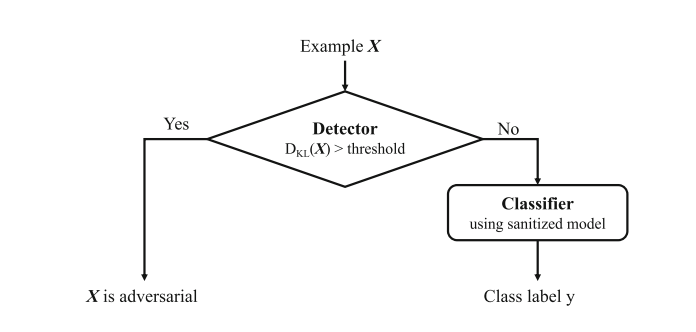 Example X
Yes
Detector
D_KL(X) > threshold
No
Classifier
using sanitized model
X is adversarial
Class label y